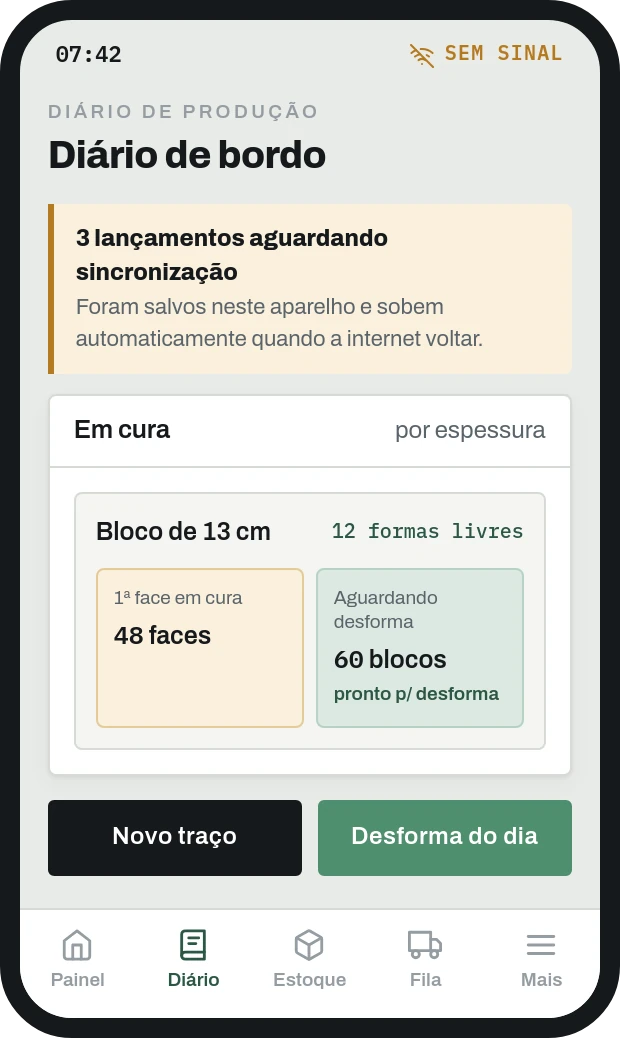 07:42
SEM SINAL
DIÁRIO DE PRODUÇÃO
Diário de bordo
3 lançamentos aguardando
sincronização
Foram salvos neste aparelho e sobem
automaticamente quando a internet voltar.
Em cura
por espessura
Bloco de 13 cm
12 formas livres
1ª face em cura
48 faces
Aguardando
desforma
60 blocos
pronto p/ desforma
Novo traço
Desforma do dia
Painel
Diário
Estoque
Fila
Mais